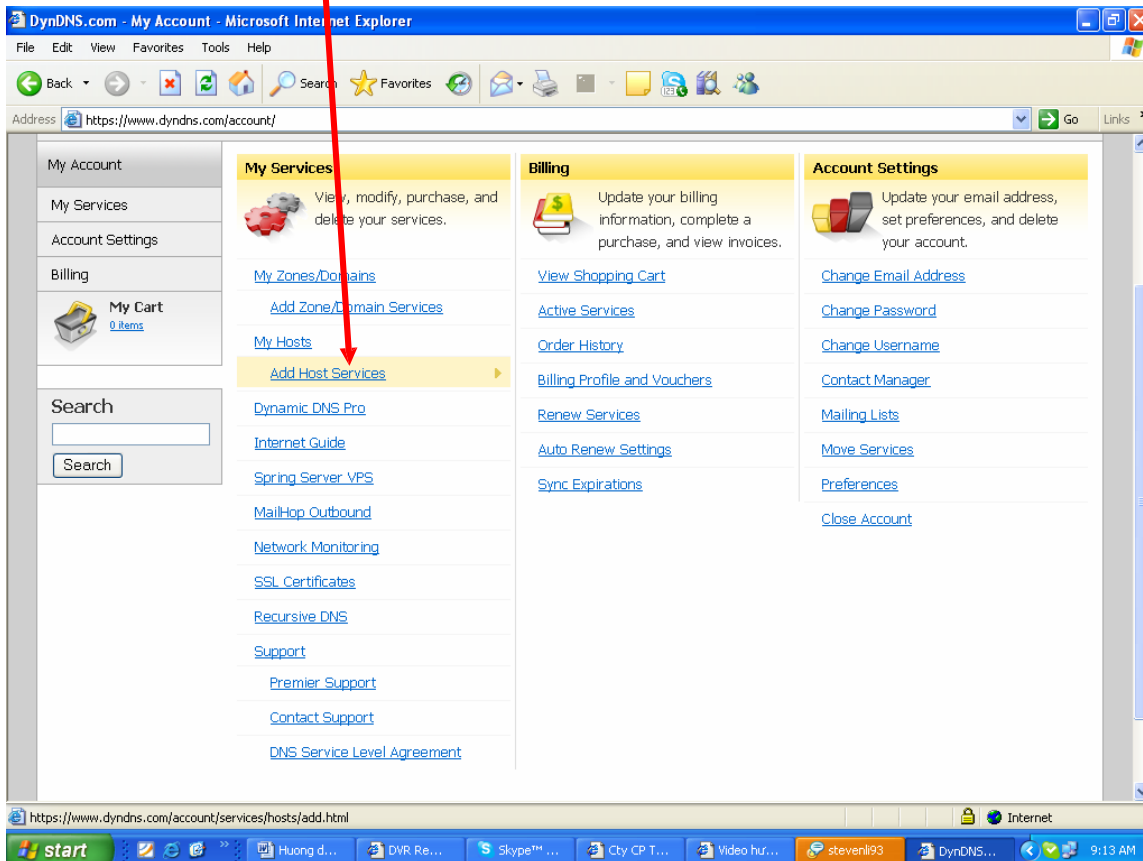 DynDNS.com - My Account - Microsoft Internet Explorer
File Edit View Favorites Tools Help
Back Search Favorites
Address https://www.dyndns.com/account/ Go Links
My Account
My Services
Account Settings
Billing
My Cart
0 items
Search
Search
My Services
View, modify, purchase, and
delete your services.
My Zones/Domains
Add Zone/Domain Services
My Hosts
Add Host Services
Dynamic DNS Pro
Internet Guide
Spring Server VPS
MailHop Outbound
Network Monitoring
SSL Certificates
Recursive DNS
Support
Premier Support
Contact Support
DNS Service Level Agreement
Billing
Update your billing
information, complete a
purchase, and view invoices.
View Shopping Cart
Active Services
Order History
Billing Profile and Vouchers
Renew Services
Auto Renew Settings
Sync Expirations
Account Settings
Update your email address,
set preferences, and delete
your account.
Change Email Address
Change Password
Change Username
Contact Manager
Mailing Lists
Move Services
Preferences
Close Account
https://www.dyndns.com/account/services/hosts/add.html Internet
start Huong d... DVR Re... Skype™ ... Cty CP T... Video hư... stevenli93 DynDNS... 9:13 AM